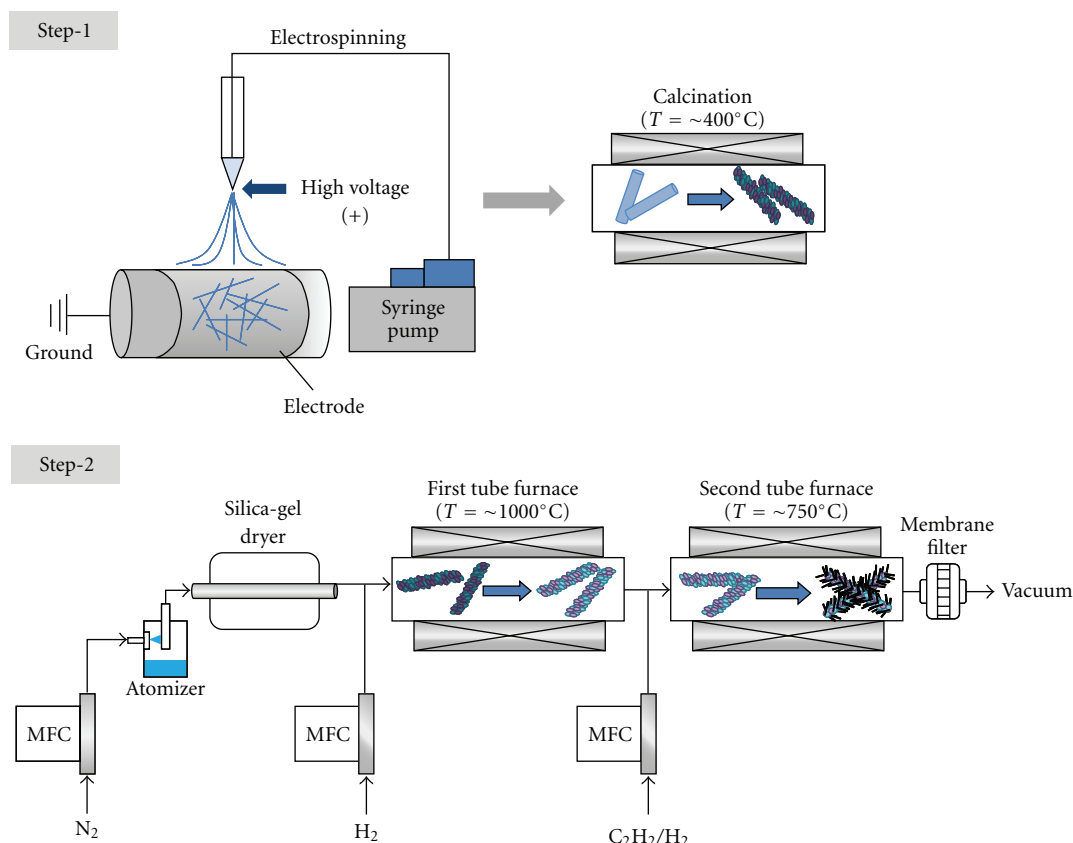 Step-1
Electrospinning
High voltage
(+)
Ground
Electrode
Syringe
pump
Calcination
(T = ~400°C)
Step-2
Silica-gel
dryer
First tube furnace
(T = ~1000°C)
Second tube furnace
(T = ~750°C)
Membrane
filter
Vacuum
Atomizer
MFC
MFC
MFC
N₂
H₂
C₂H₂/H₂